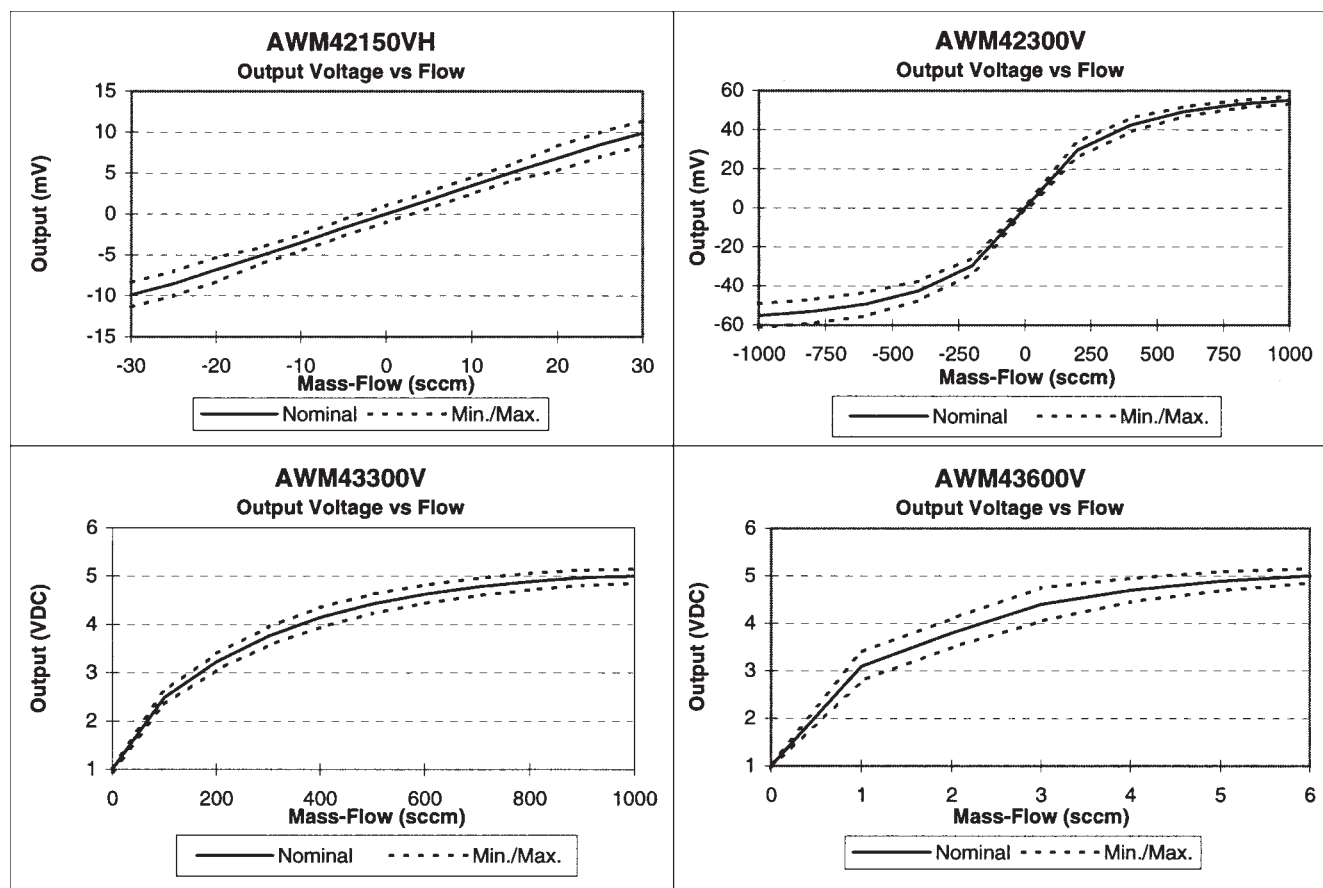 AWM42150VH
Output Voltage vs Flow
15
10
5
0
-5
-10
-15
Output (mV)
-30 -20 -10 0 10 20 30
Mass-Flow (sccm)
Nominal Min./Max.
AWM42300V
Output Voltage vs Flow
60
40
20
0
-20
-40
-60
Output (mV)
-1000 -750 -500 -250 0 250 500 750 1000
Mass-Flow (sccm)
Nominal Min./Max.
AWM43300V
Output Voltage vs Flow
6
5
4
3
2
1
Output (VDC)
0 200 400 600 800 1000
Mass-Flow (sccm)
Nominal Min./Max.
AWM43600V
Output Voltage vs Flow
6
5
4
3
2
1
Output (VDC)
0 1 2 3 4 5 6
Mass-Flow (sccm)
Nominal Min./Max.